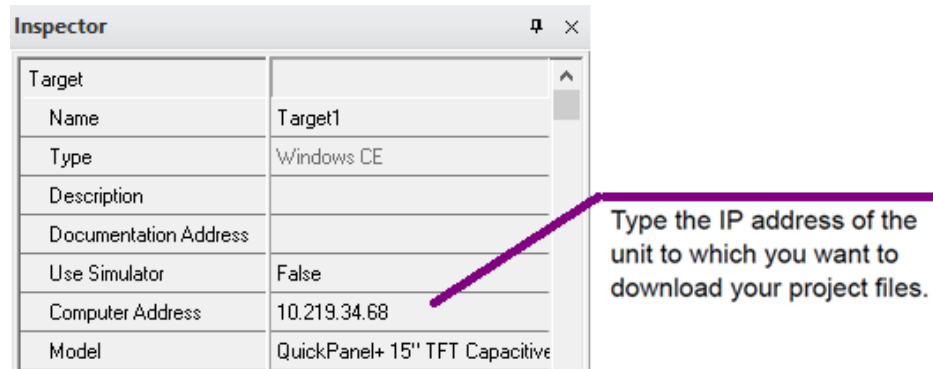 Inspector
Target
Name Target1
Type Windows CE
Description
Documentation Address
Use Simulator False
Computer Address 10.219.34.68
Model QuickPanel+ 15" TFT Capacitive
Type the IP address of the
unit to which you want to
download your project files.